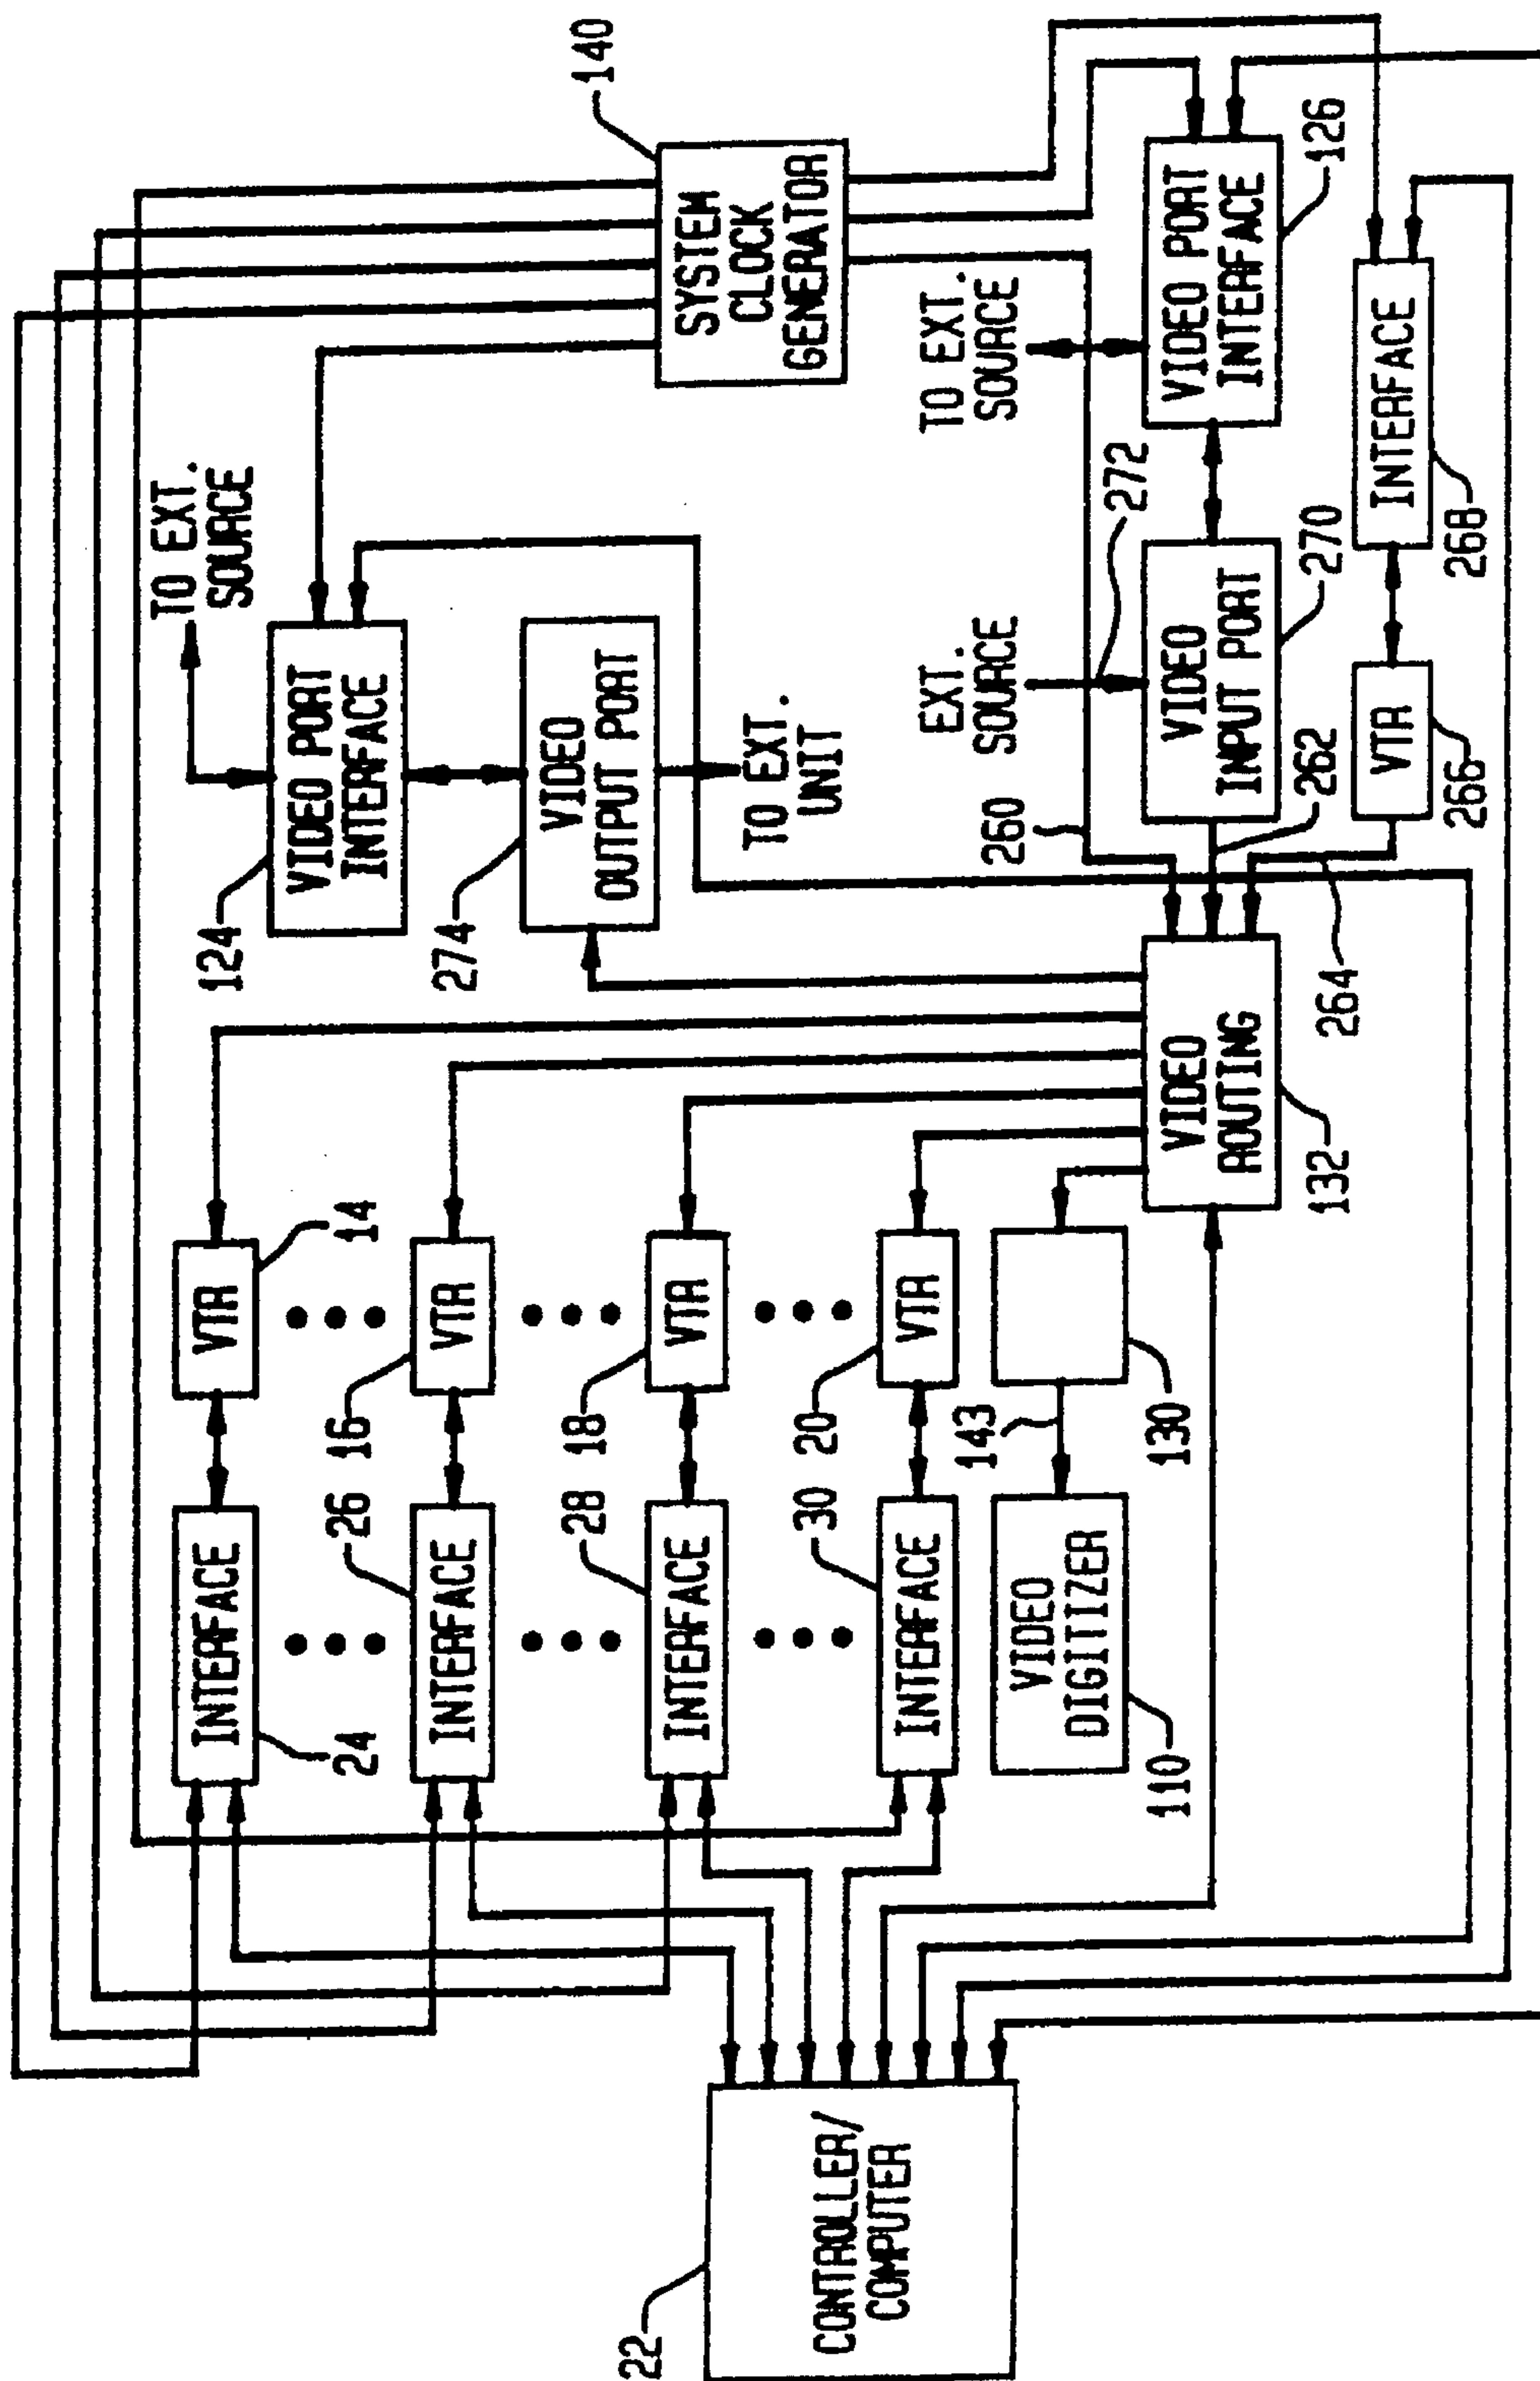 140
SYSTEM
CLOCK
GENERATOR
TO EXT.
SOURCE
124
VIDEO PORT
INTERFACE
274
VIDEO
OUTPUT PORT
TO EXT.
UNIT
TO EXT.
SOURCE
VIDEO PORT
INTERFACE
126
272
EXT.
SOURCE
VIDEO
INPUT PORT
270
260
262
INTERFACE
268
VTR
266
264
VIDEO
ROUTING
132
VTR
14
VTR
16
VTR
18
VTR
20
130
143
INTERFACE
24
INTERFACE
26
INTERFACE
28
INTERFACE
30
VIDEO
DIGITIZER
110
CONTROLLER/
COMPUTER
22